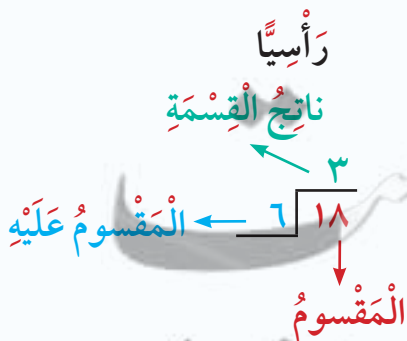 رَأْسِيًّا
ناتِجُ الْقِسْمَةِ
٣
١٨ ٦ الْمَقْسومُ عَلَيْهِ
الْمَقْسومُ